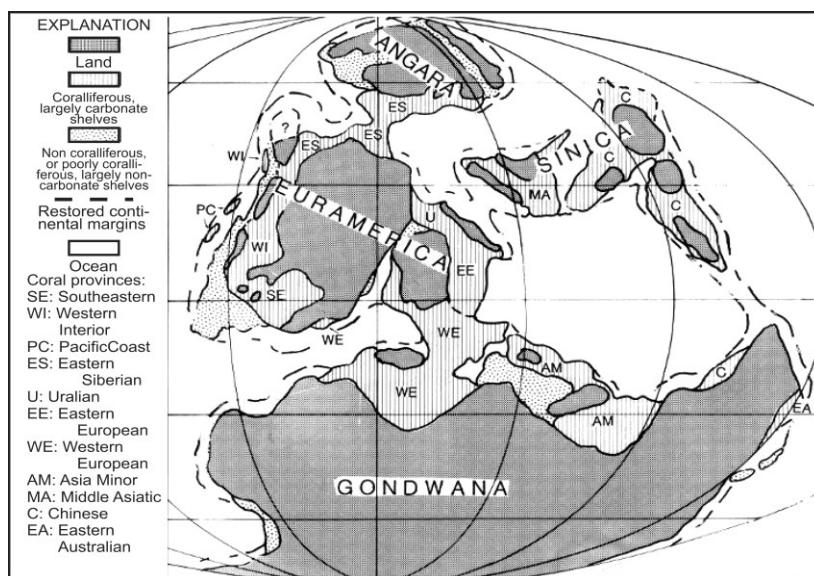 EXPLANATION
Land
Coralliferous,
largely carbonate
shelves
Non coralliferous,
or poorly coralli-
ferous, largely non-
carbonate shelves
Restored conti-
nental margins
Ocean
Coral provinces:
SE: Southeastern
WI: Western
Interior
PC: PacificCoast
ES: Eastern
Siberian
U: Uralian
EE: Eastern
European
WE: Western
European
AM: Asia Minor
MA: Middle Asiatic
C: Chinese
EA: Eastern
Australian
ANGARA
ES
C
?
ES
ES
SINICA
WI
C
MA
EURAMERICA
PC
U
C
WI
EE
SE
WE
WE
AM
C
WE
EA
AM
GONDWANA